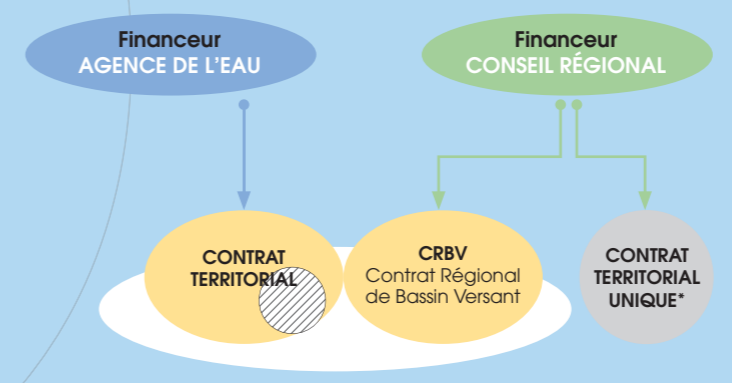 Financeur
AGENCE DE L'EAU
Financeur
CONSEIL RÉGIONAL
CONTRAT
TERRITORIAL
CRBV
Contrat Régional
de Bassin Versant
CONTRAT
TERRITORIAL
UNIQUE*